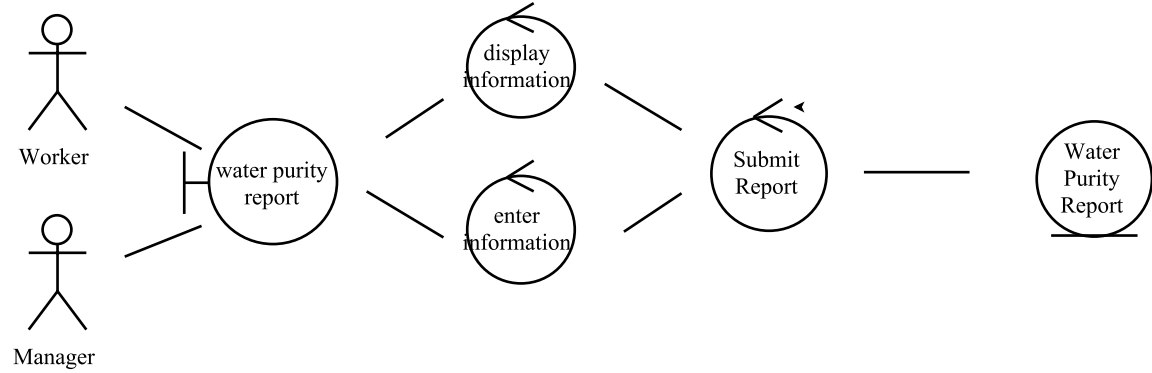 Worker
Manager
water purity
report
display
information
enter
information
Submit
Report
Water
Purity
Report